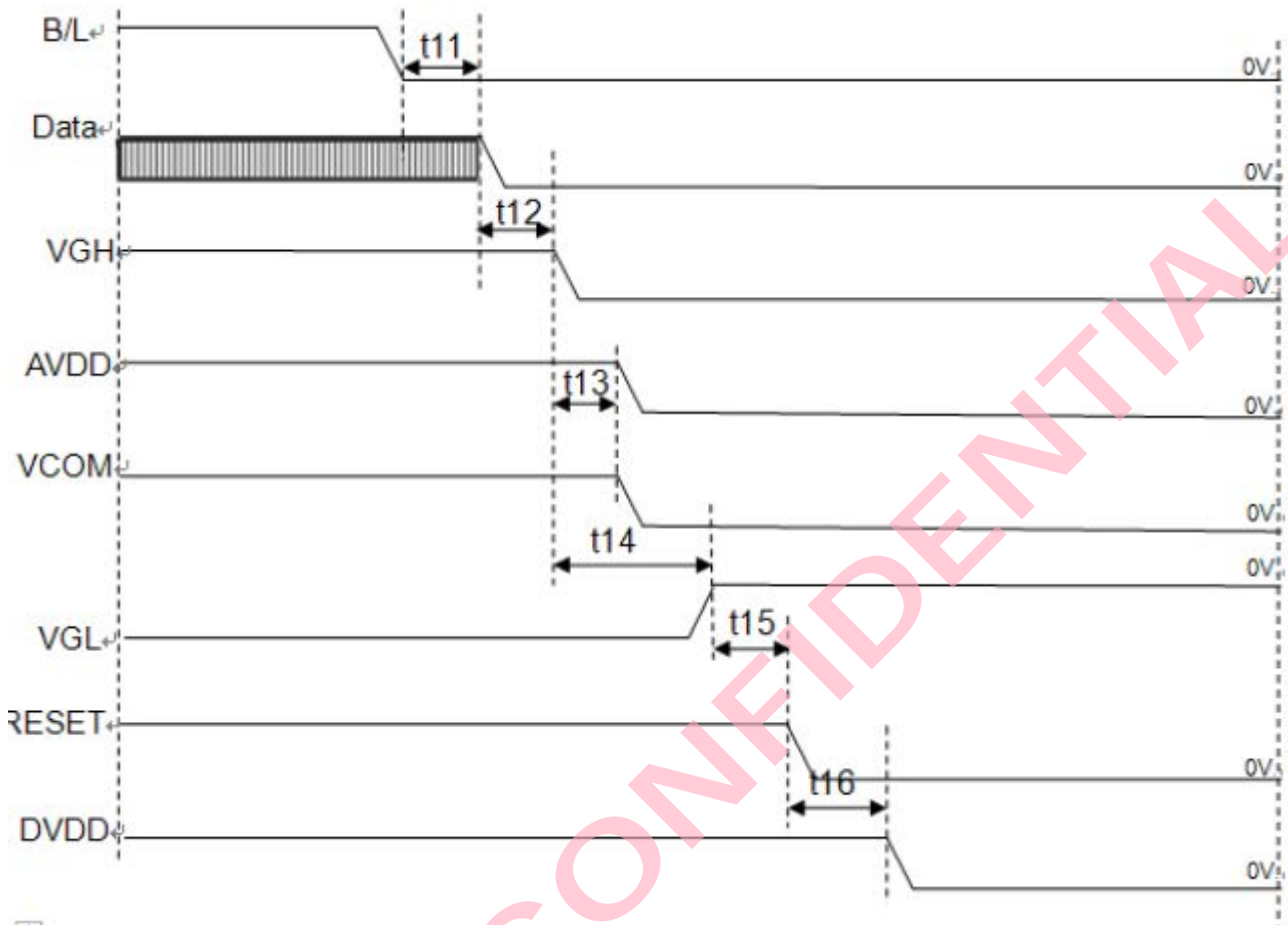 B/L↵
t11
0V
Data↵
0V
t12
VGH↵
0V
AVDD↵
t13
0V
VCOM↵
0V
t14
0V
VGL↵
t15
RESET↵
0V
t16
DVDD↵
0V
CONFIDENTIAL